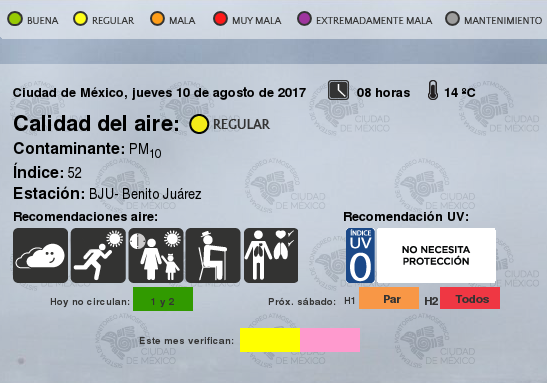 BUENA REGULAR MALA MUY MALA EXTREMADAMENTE MALA MANTENIMIENTO
Ciudad de México, jueves 10 de agosto de 2017 08 horas 14 ºC
Calidad del aire: REGULAR
Contaminante: PM10
Índice: 52
Estación: BJU- Benito Juárez
Recomendaciones aire: Recomendación UV:
ÍNDICE UV 0 NO NECESITA PROTECCIÓN
Hoy no circulan: 1 y 2 Próx. sábado: H1 Par H2 Todos
Este mes verifican: